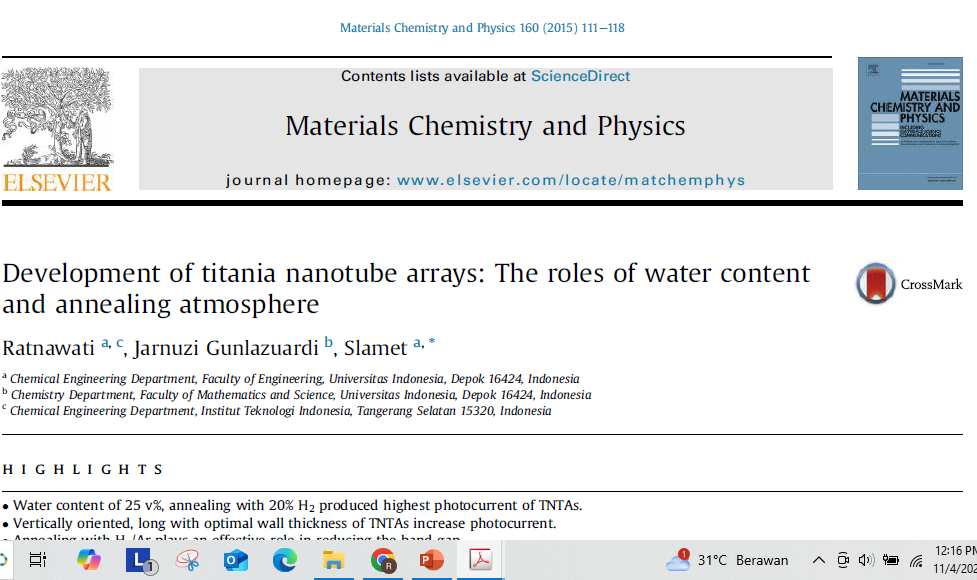 Materials Chemistry and Physics 160 (2015) 111–118
Contents lists available at ScienceDirect
Materials Chemistry and Physics
journal homepage: www.elsevier.com/locate/matchemphys
ELSEVIER
MATERIALS
CHEMISTRY AND
PHYSICS
Development of titania nanotube arrays: The roles of water content
and annealing atmosphere
CrossMark
Ratnawati a, c, Jarnuzi Gunlazuardi b, Slamet a, *
a Chemical Engineering Department, Faculty of Engineering, Universitas Indonesia, Depok 16424, Indonesia
b Chemistry Department, Faculty of Mathematics and Science, Universitas Indonesia, Depok 16424, Indonesia
c Chemical Engineering Department, Institut Teknologi Indonesia, Tangerang Selatan 15320, Indonesia
HIGHLIGHTS
• Water content of 25 v%, annealing with 20% H2 produced highest photocurrent of TNTAs.
• Vertically oriented, long with optimal wall thickness of TNTAs increase photocurrent.
• Annealing with H2/Ar plays an effective role in reducing the band gap.
L 1
R
P
1
31°C Berawan
12:16 PM
11/4/202